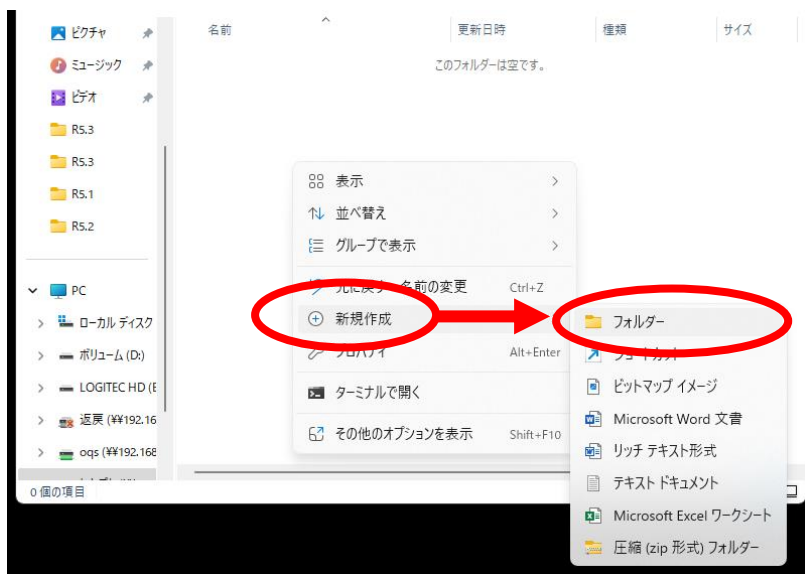 ピクチャ
名前
更新日時
種類
サイズ
ミュージック
このフォルダーは空です。
ビデオ
R5.3
R5.3
R5.1
R5.2
表示
並べ替え
グループで表示
元に戻す - 名前の変更 Ctrl+Z
PC
新規作成
フォルダー
ローカル ディスク
プロパティ Alt+Enter
ショートカット
ボリューム (D:)
ビットマップ イメージ
LOGITEC HD (E
ターミナルで開く
Microsoft Word 文書
返戻 (¥¥192.16
その他のオプションを表示 Shift+F10
リッチ テキスト形式
oqs (¥¥192.168
テキスト ドキュメント
0 個の項目
Microsoft Excel ワークシート
圧縮 (zip 形式) フォルダー